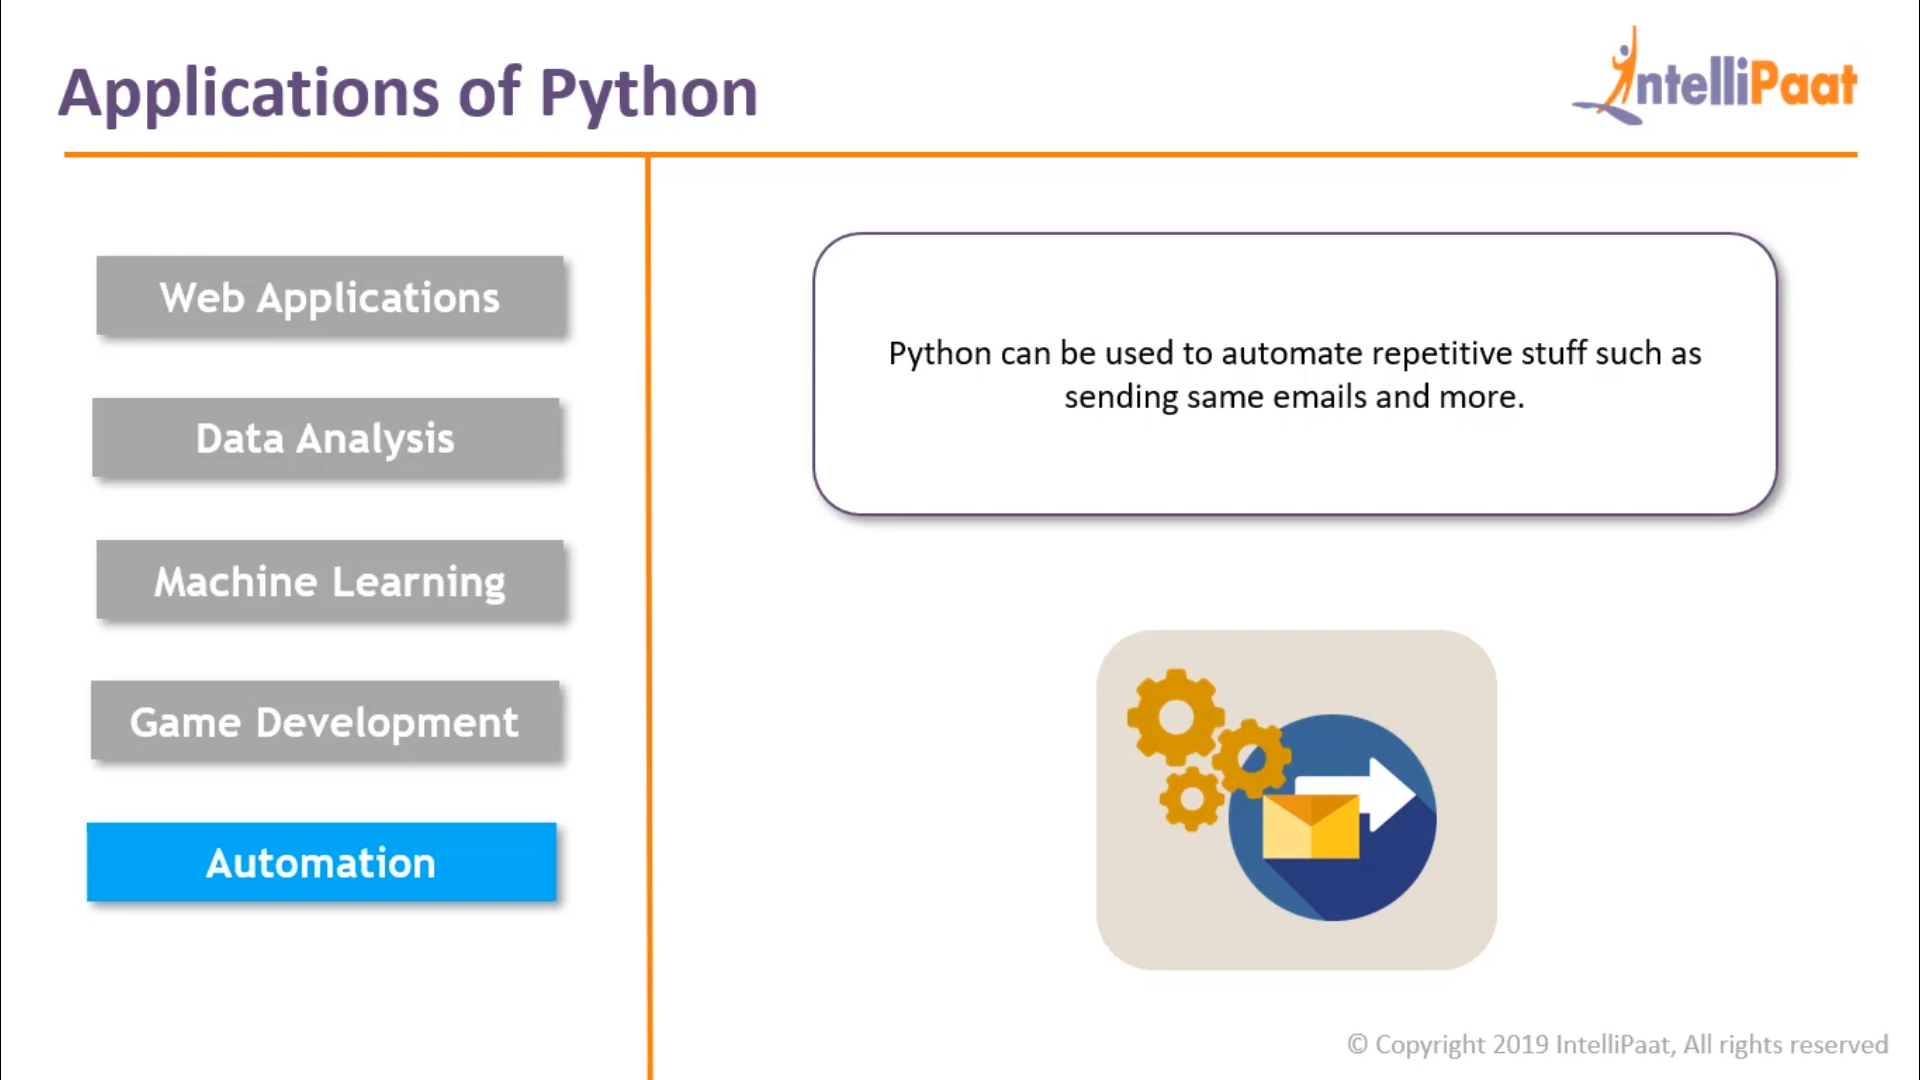 Applications of Python
IntelliPaat
Web Applications
Data Analysis
Machine Learning
Game Development
Automation
Python can be used to automate repetitive stuff such as
sending same emails and more.
© Copyright 2019 IntelliPaat, All rights reserved